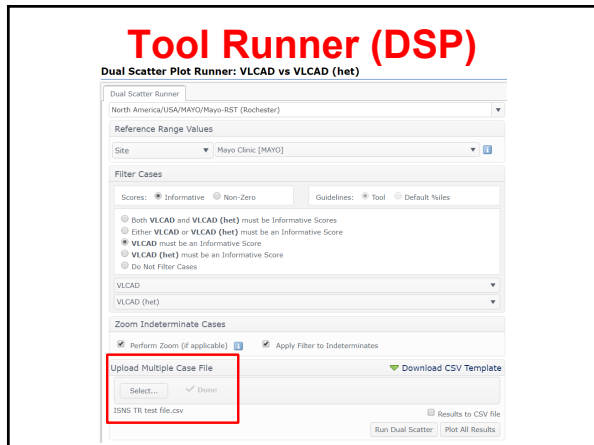 Tool Runner (DSP)
Dual Scatter Plot Runner: VLCAD vs VLCAD (het)
Dual Scatter Runner
North America/USA/MAYO/Mayo-RST (Rochester)
Reference Range Values
Site Mayo Clinic [MAYO]
Filter Cases
Scores: Informative Non-Zero Guidelines: Tool Default %iles
Both VLCAD and VLCAD (het) must be Informative Scores
Either VLCAD or VLCAD (het) must be an Informative Score
VLCAD must be an Informative Score
VLCAD (het) must be an Informative Score
Do Not Filter Cases
VLCAD
VLCAD (het)
Zoom Indeterminate Cases
Perform Zoom (if applicable) Apply Filter to Indeterminates
Upload Multiple Case File Download CSV Template
Select... Done
ISNS TR test file.csv
Results to CSV file
Run Dual Scatter Plot All Results